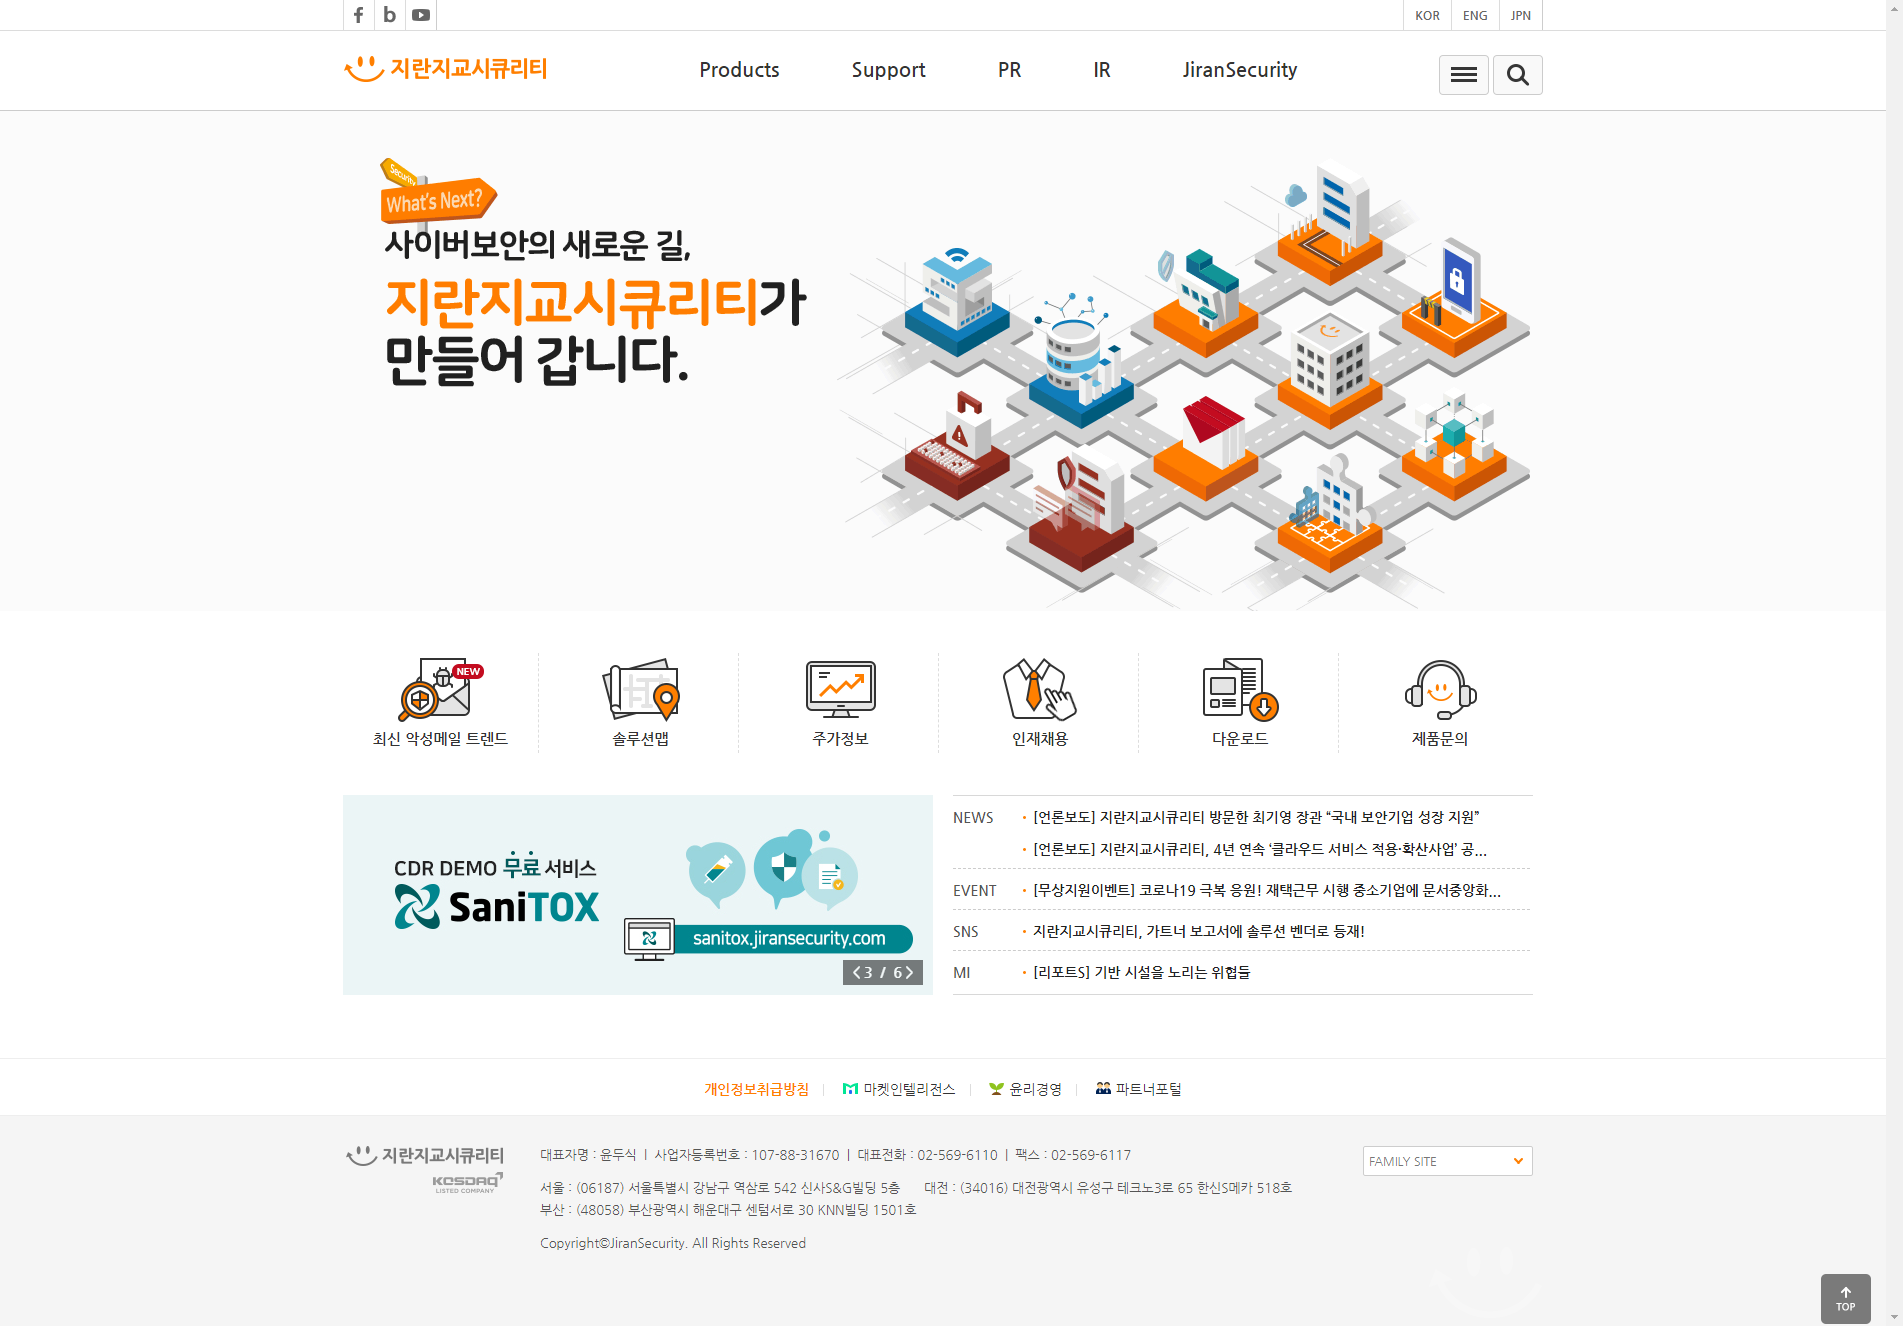 KOR ENG JPN
지란지교시큐리티
Products Support PR IR JiranSecurity
Security
What's Next?
사이버보안의 새로운 길,
지란지교시큐리티가
만들어 갑니다.
NEW
최신 악성메일 트렌드
솔루션맵
주가정보
인재채용
다운로드
제품문의
CDR DEMO 무료 서비스
SaniTOX
sanitox.jiransecurity.com
3 / 6
NEWS
[언론보도] 지란지교시큐리티 방문한 최기영 장관 “국내 보안기업 성장 지원”
[언론보도] 지란지교시큐리티, 4년 연속 ‘클라우드 서비스 적용·확산사업’ 공...
EVENT
[무상지원이벤트] 코로나19 극복 응원! 재택근무 시행 중소기업에 문서중앙화...
SNS
지란지교시큐리티, 가트너 보고서에 솔루션 벤더로 등재!
MI
[리포트S] 기반 시설을 노리는 위협들
개인정보취급방침
마켓인텔리전스
윤리경영
파트너포털
지란지교시큐리티
KOSDAQ
LISTED COMPANY
대표자명 : 윤두식 | 사업자등록번호 : 107-88-31670 | 대표전화 : 02-569-6110 | 팩스 : 02-569-6117
서울 : (06187) 서울특별시 강남구 역삼로 542 신사S&G빌딩 5층 대전 : (34016) 대전광역시 유성구 테크노3로 65 한신S메카 518호
부산 : (48058) 부산광역시 해운대구 센텀서로 30 KNN빌딩 1501호
Copyright©JiranSecurity. All Rights Reserved
FAMILY SITE
TOP